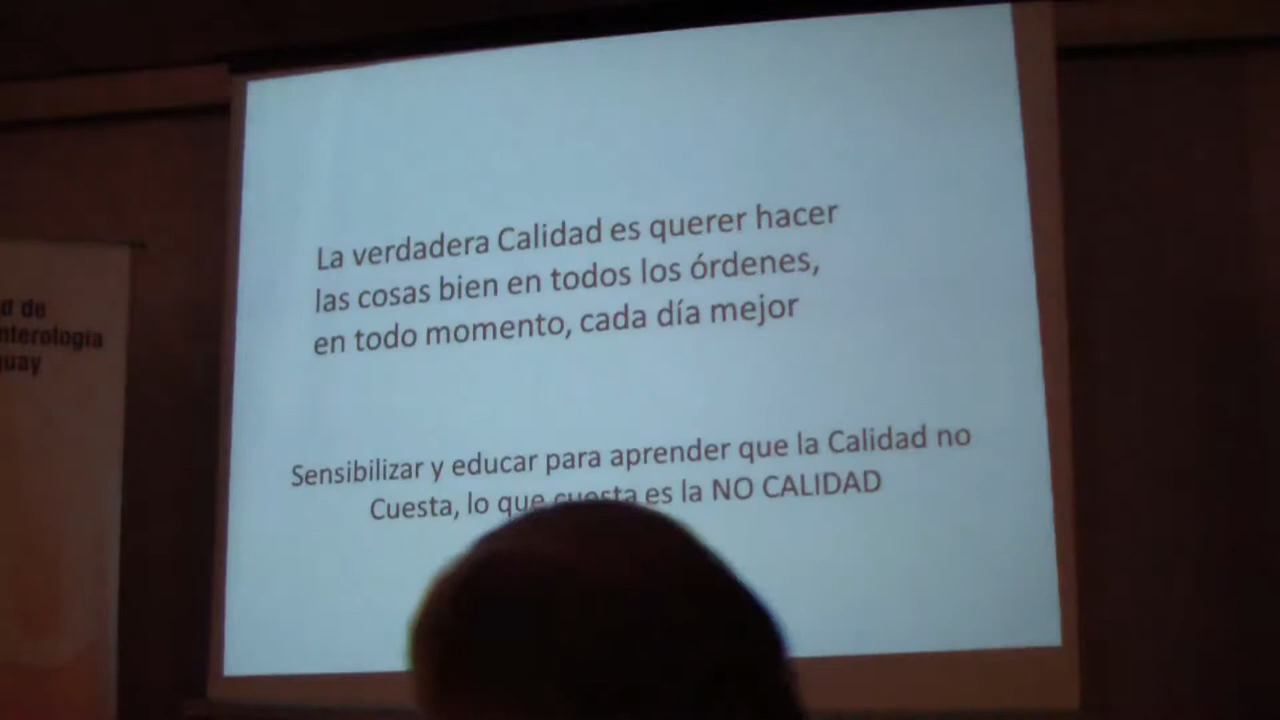 d de
nterología
guay
La verdadera Calidad es querer hacer
las cosas bien en todos los órdenes,
en todo momento, cada día mejor
Sensibilizar y educar para aprender que la Calidad no
Cuesta, lo que cuesta es la NO CALIDAD